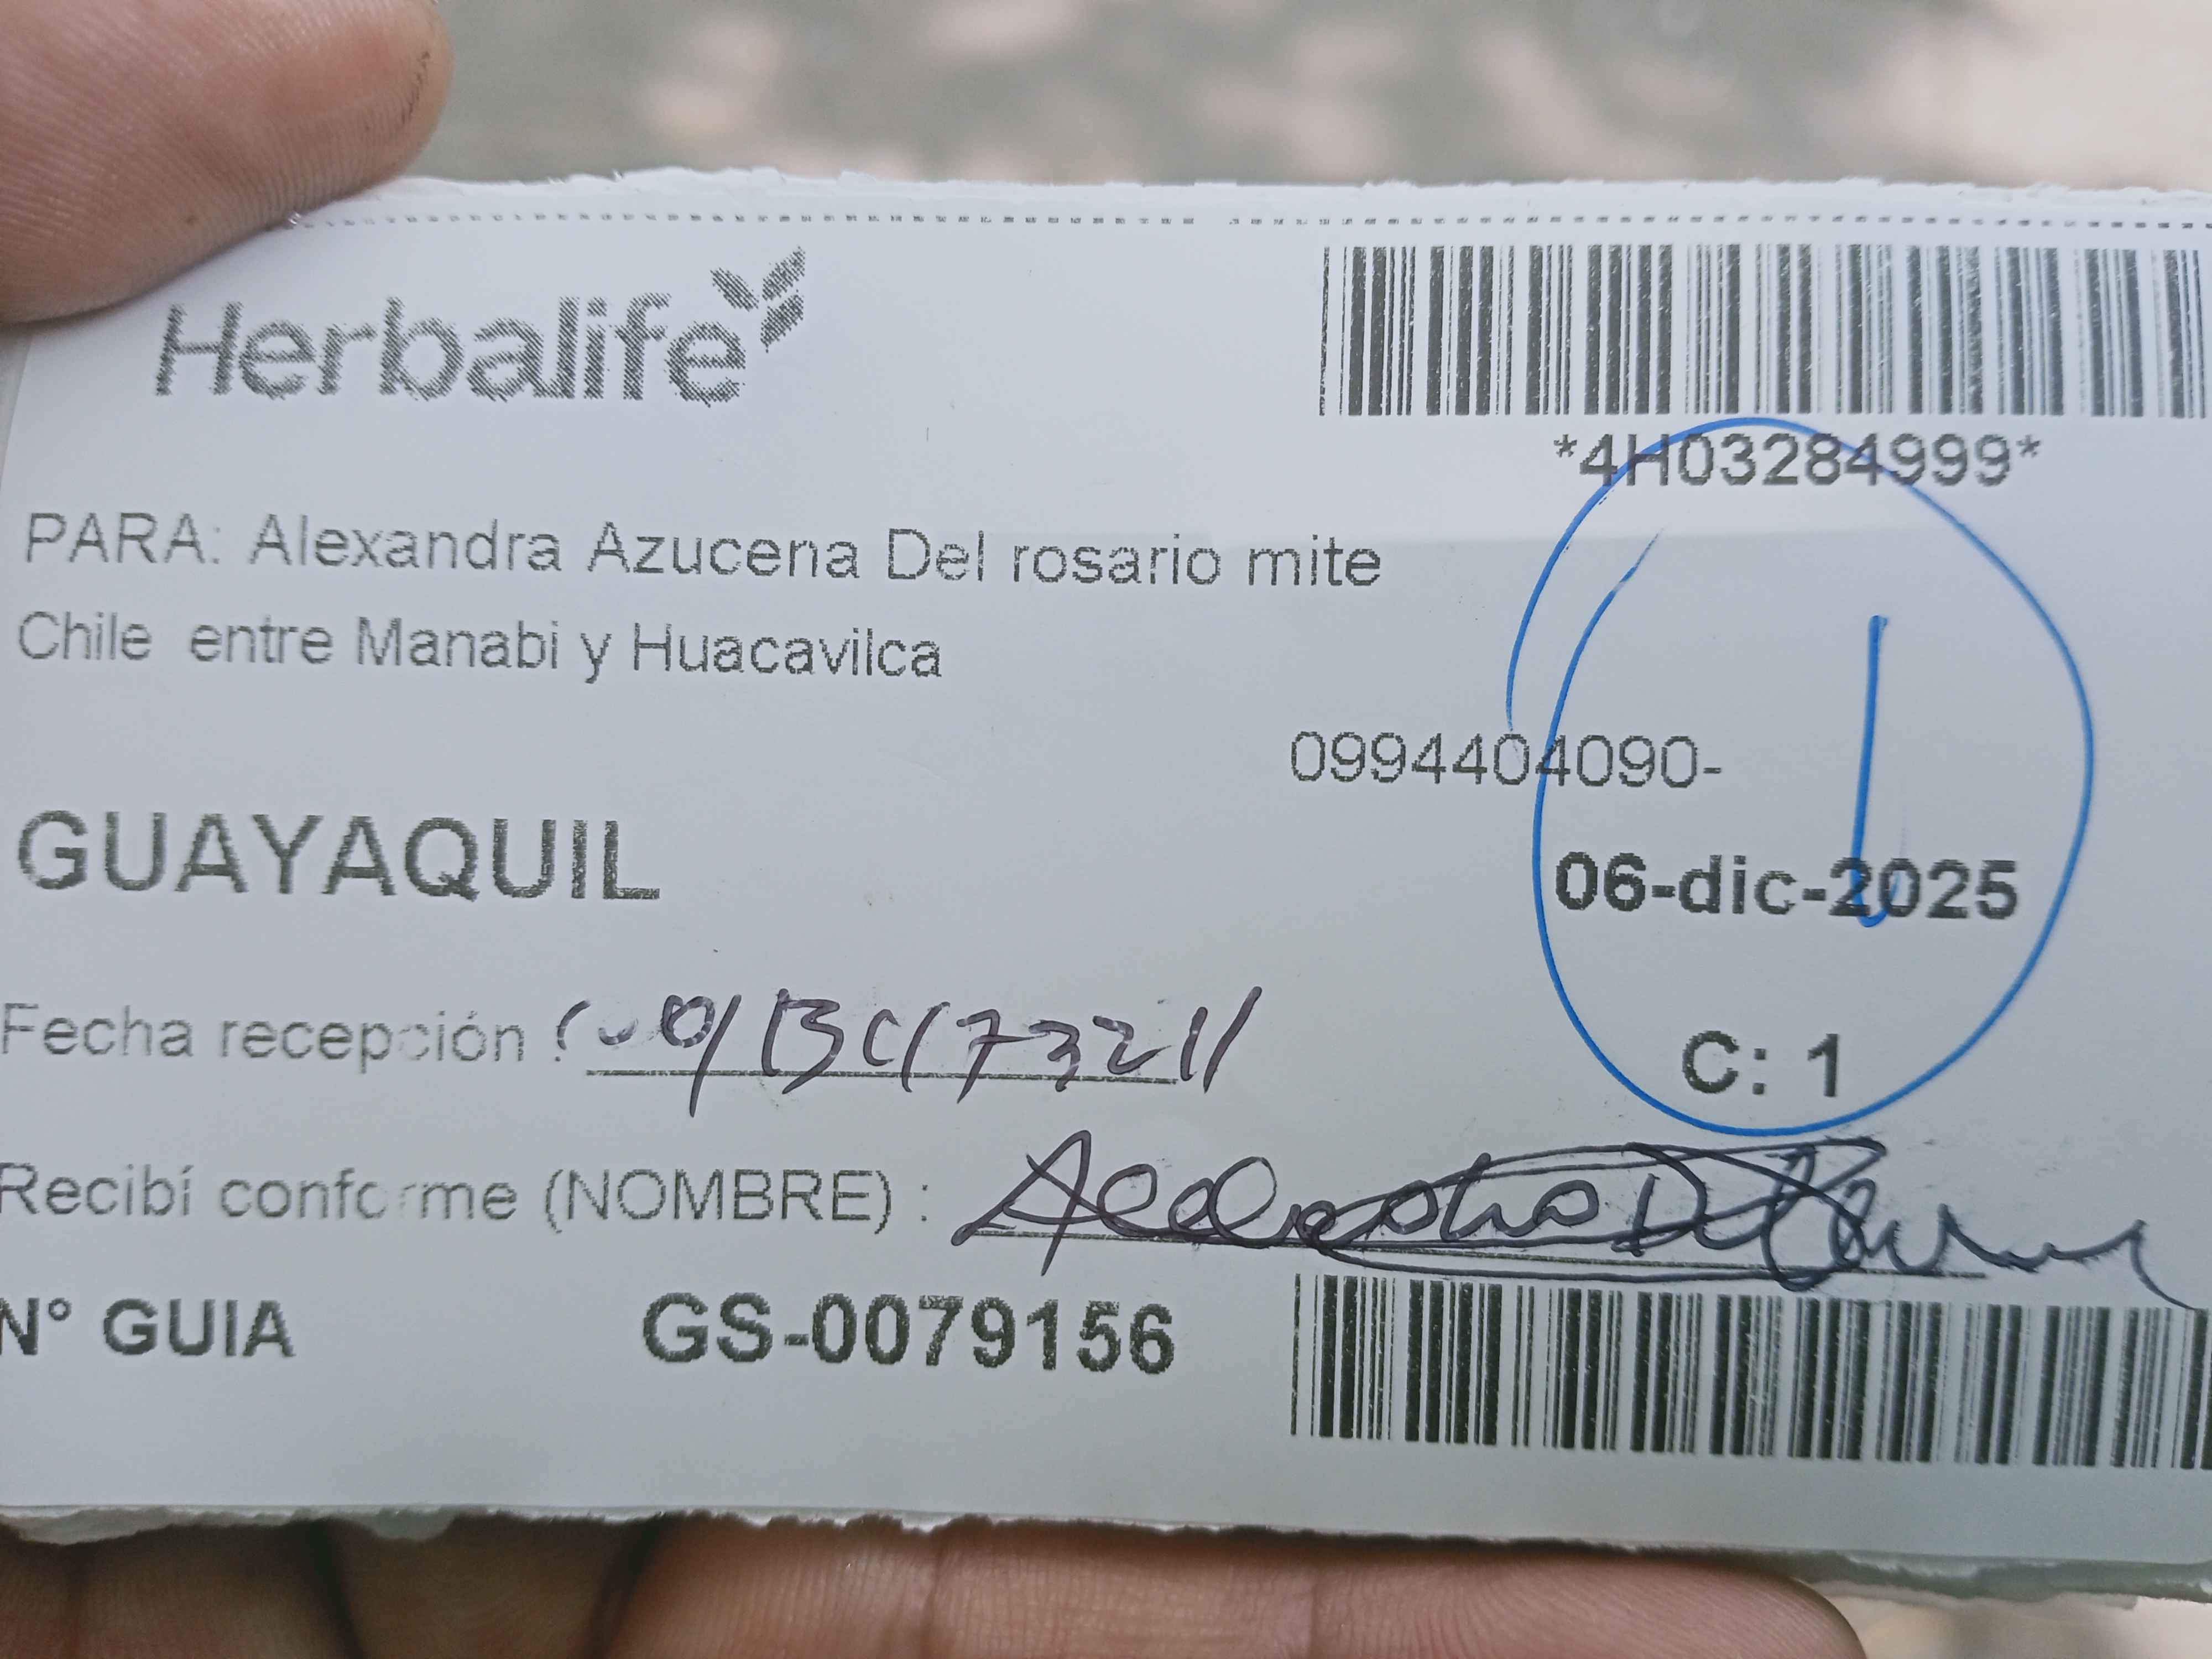 Herbalife
*4H03284999*
PARA: Alexandra Azucena Del rosario mite
Chile entre Manabi y Huacavilca
0994404090-
GUAYAQUIL
1
06-dic-2025
Fecha recepción :
C: 1
Recibí conforme (NOMBRE) :
N° GUIA GS-0079156